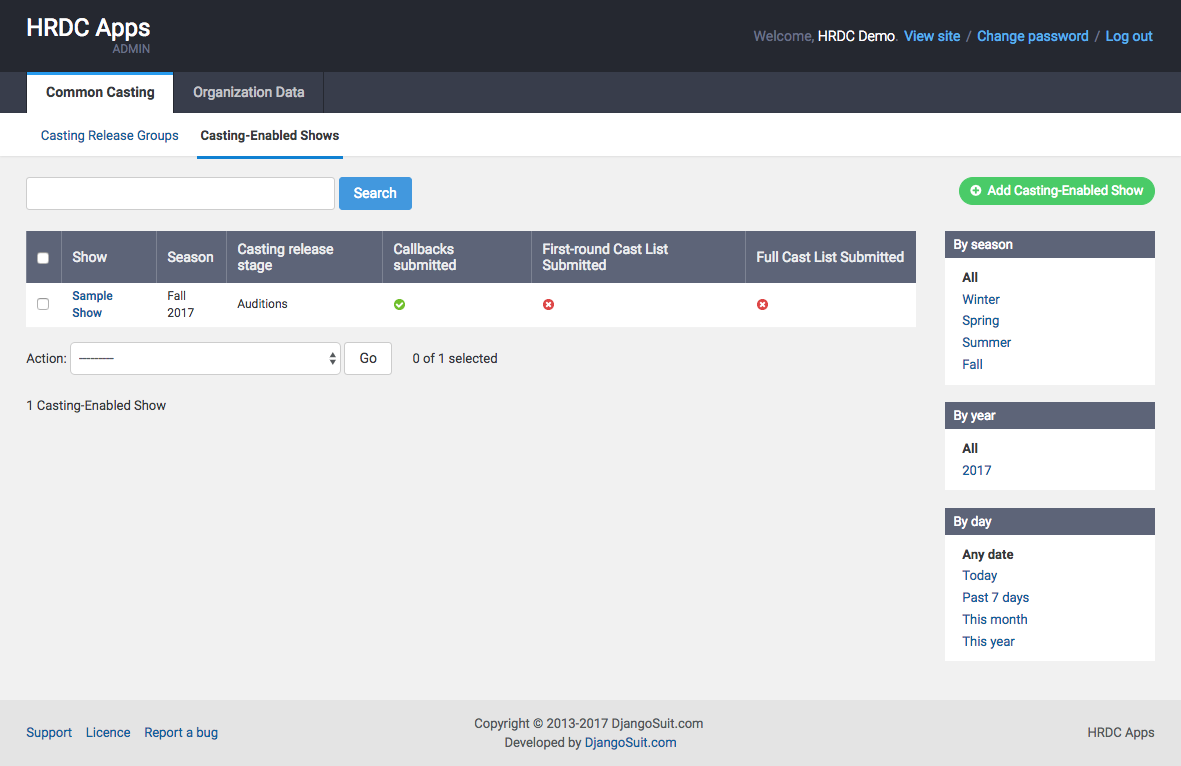 HRDC Apps
ADMIN
Welcome, HRDC Demo. View site / Change password / Log out
Common Casting
Organization Data
Casting Release Groups
Casting-Enabled Shows
Search
Add Casting-Enabled Show
Show
Season
Casting release
stage
Callbacks
submitted
First-round Cast List
Submitted
Full Cast List Submitted
Sample
Show
Fall
2017
Auditions
Action:
---------
Go
0 of 1 selected
1 Casting-Enabled Show
By season
All
Winter
Spring
Summer
Fall
By year
All
2017
By day
Any date
Today
Past 7 days
This month
This year
Support
Licence
Report a bug
Copyright © 2013-2017 DjangoSuit.com
Developed by DjangoSuit.com
HRDC Apps